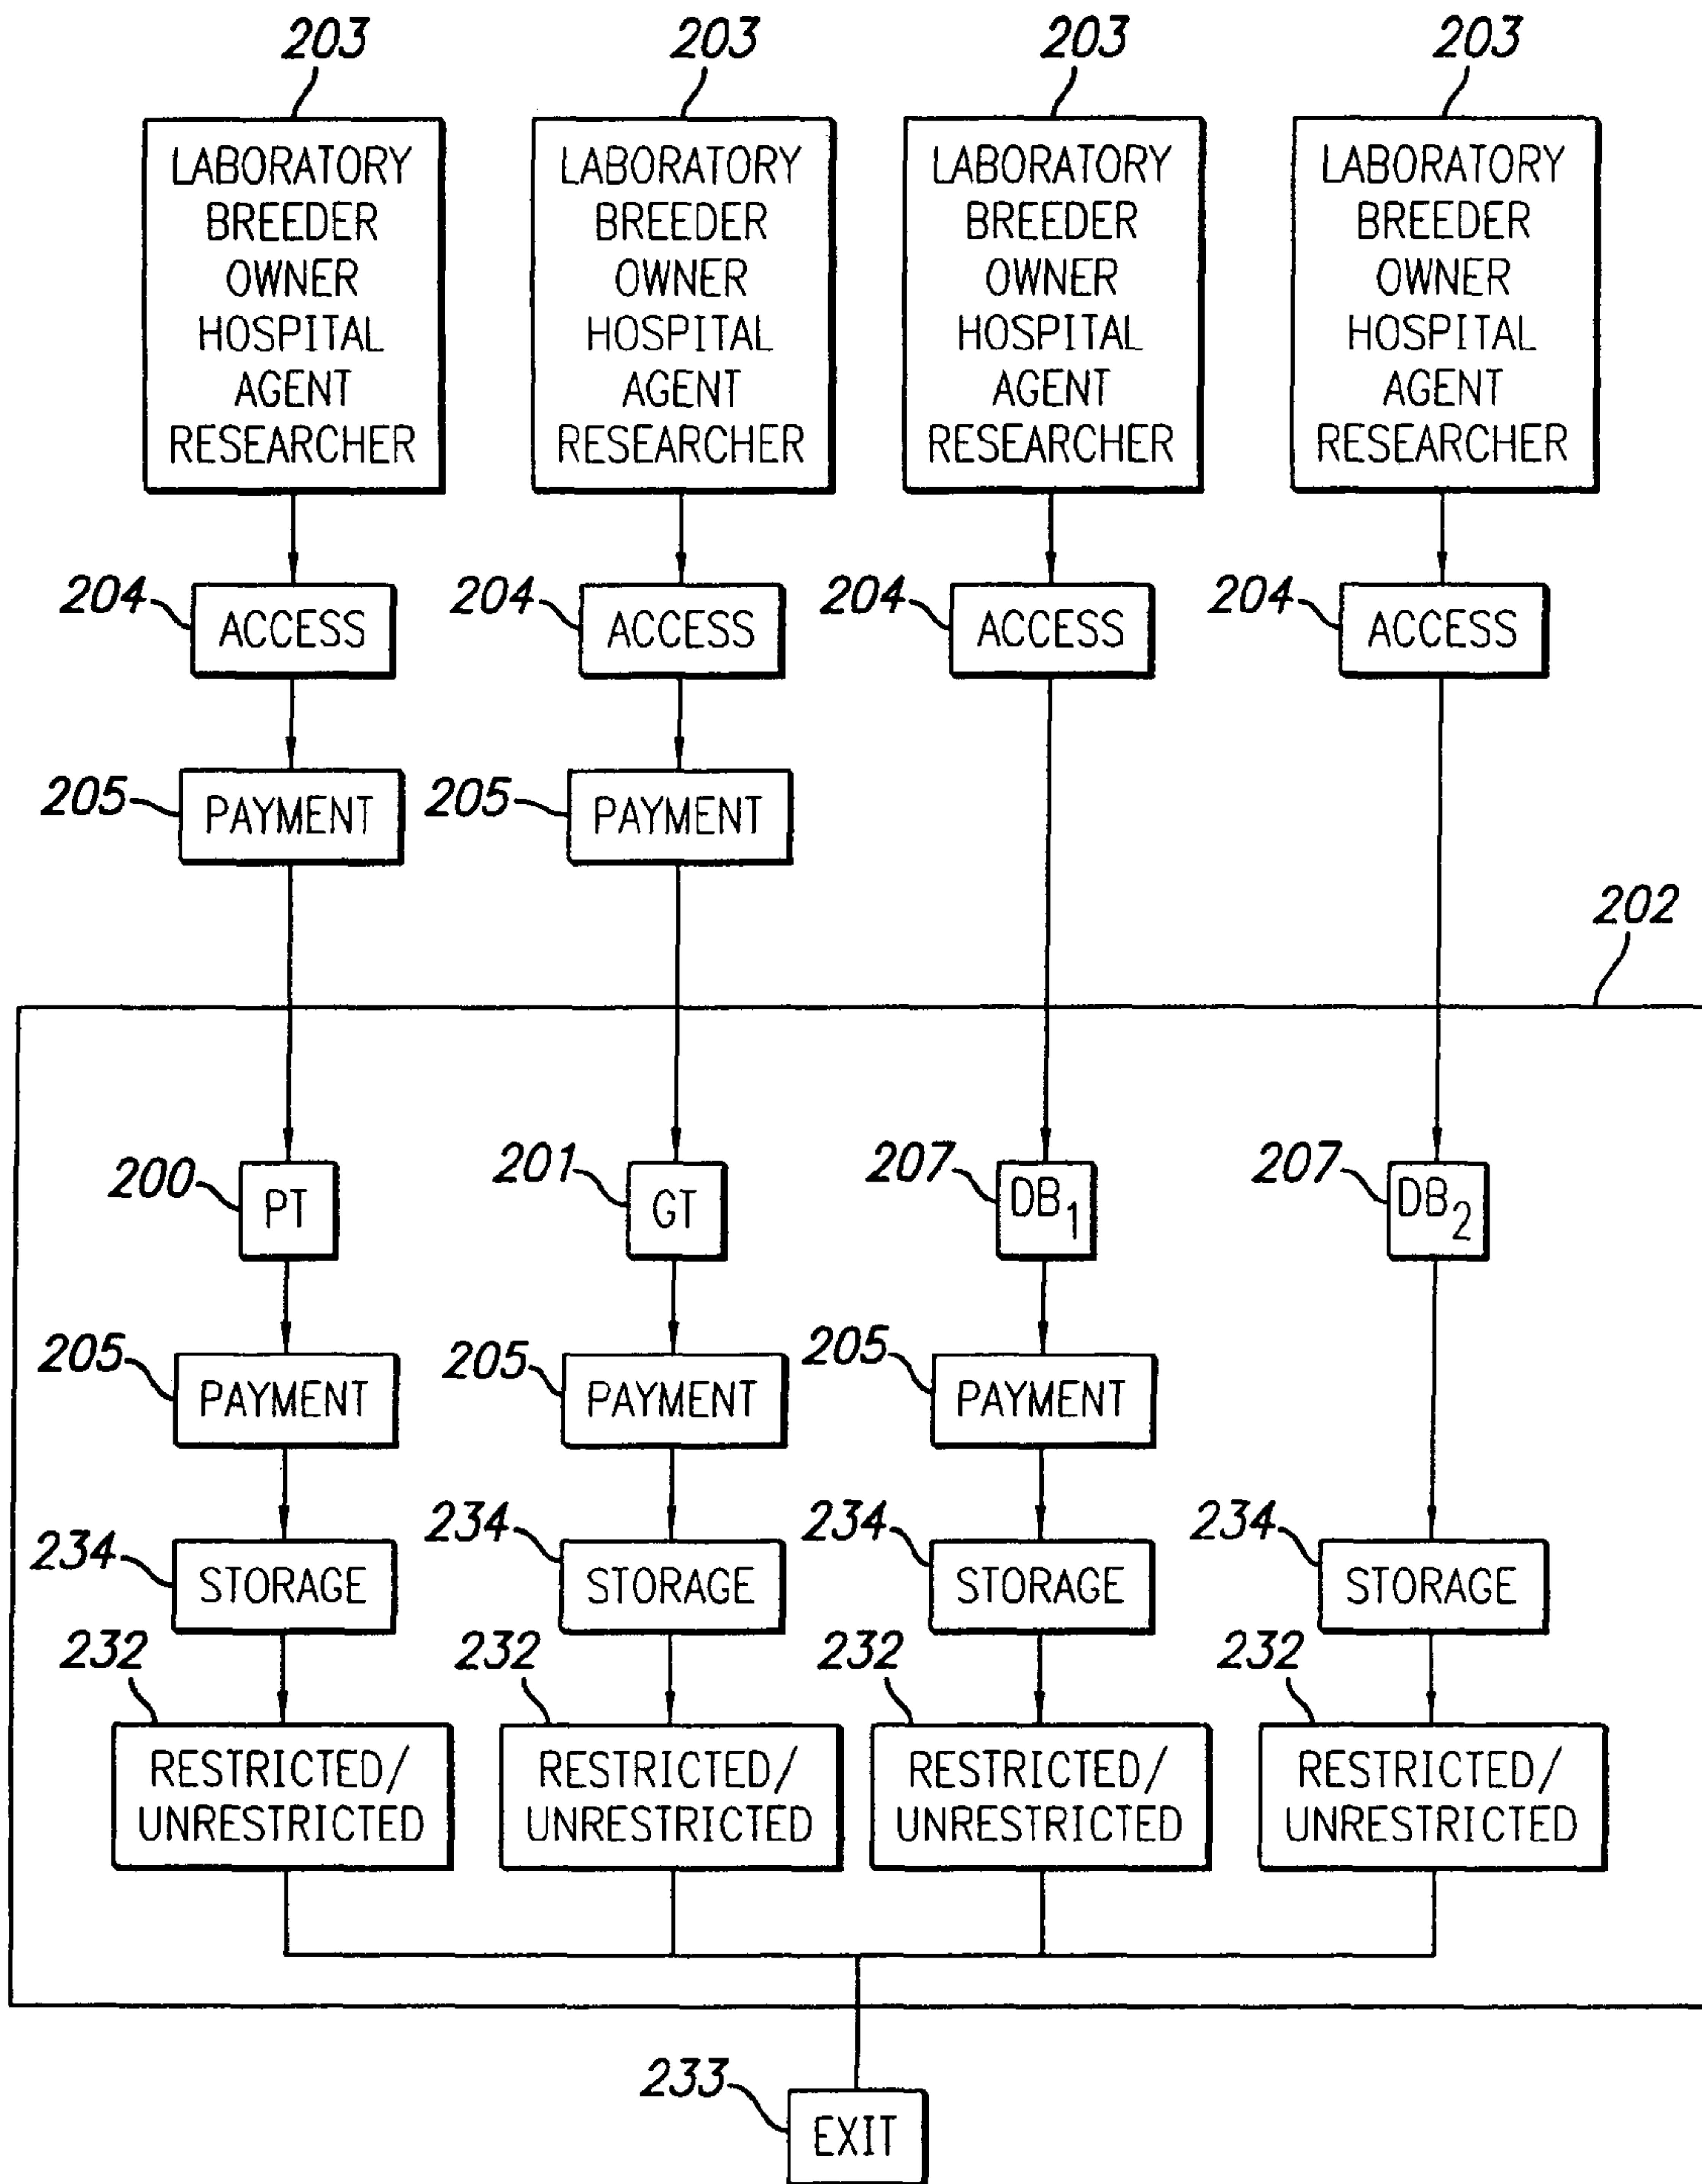 203 203 203 203
LABORATORY LABORATORY LABORATORY LABORATORY
BREEDER BREEDER BREEDER BREEDER
OWNER OWNER OWNER OWNER
HOSPITAL HOSPITAL HOSPITAL HOSPITAL
AGENT AGENT AGENT AGENT
RESEARCHER RESEARCHER RESEARCHER RESEARCHER
204 ACCESS 204 ACCESS 204 ACCESS 204 ACCESS
205 PAYMENT 205 PAYMENT
202
200 PT 201 GT 207 DB1 207 DB2
205 PAYMENT 205 PAYMENT 205 PAYMENT
234 STORAGE 234 STORAGE 234 STORAGE 234 STORAGE
232 232 232 232
RESTRICTED/ RESTRICTED/ RESTRICTED/ RESTRICTED/
UNRESTRICTED UNRESTRICTED UNRESTRICTED UNRESTRICTED
233 EXIT